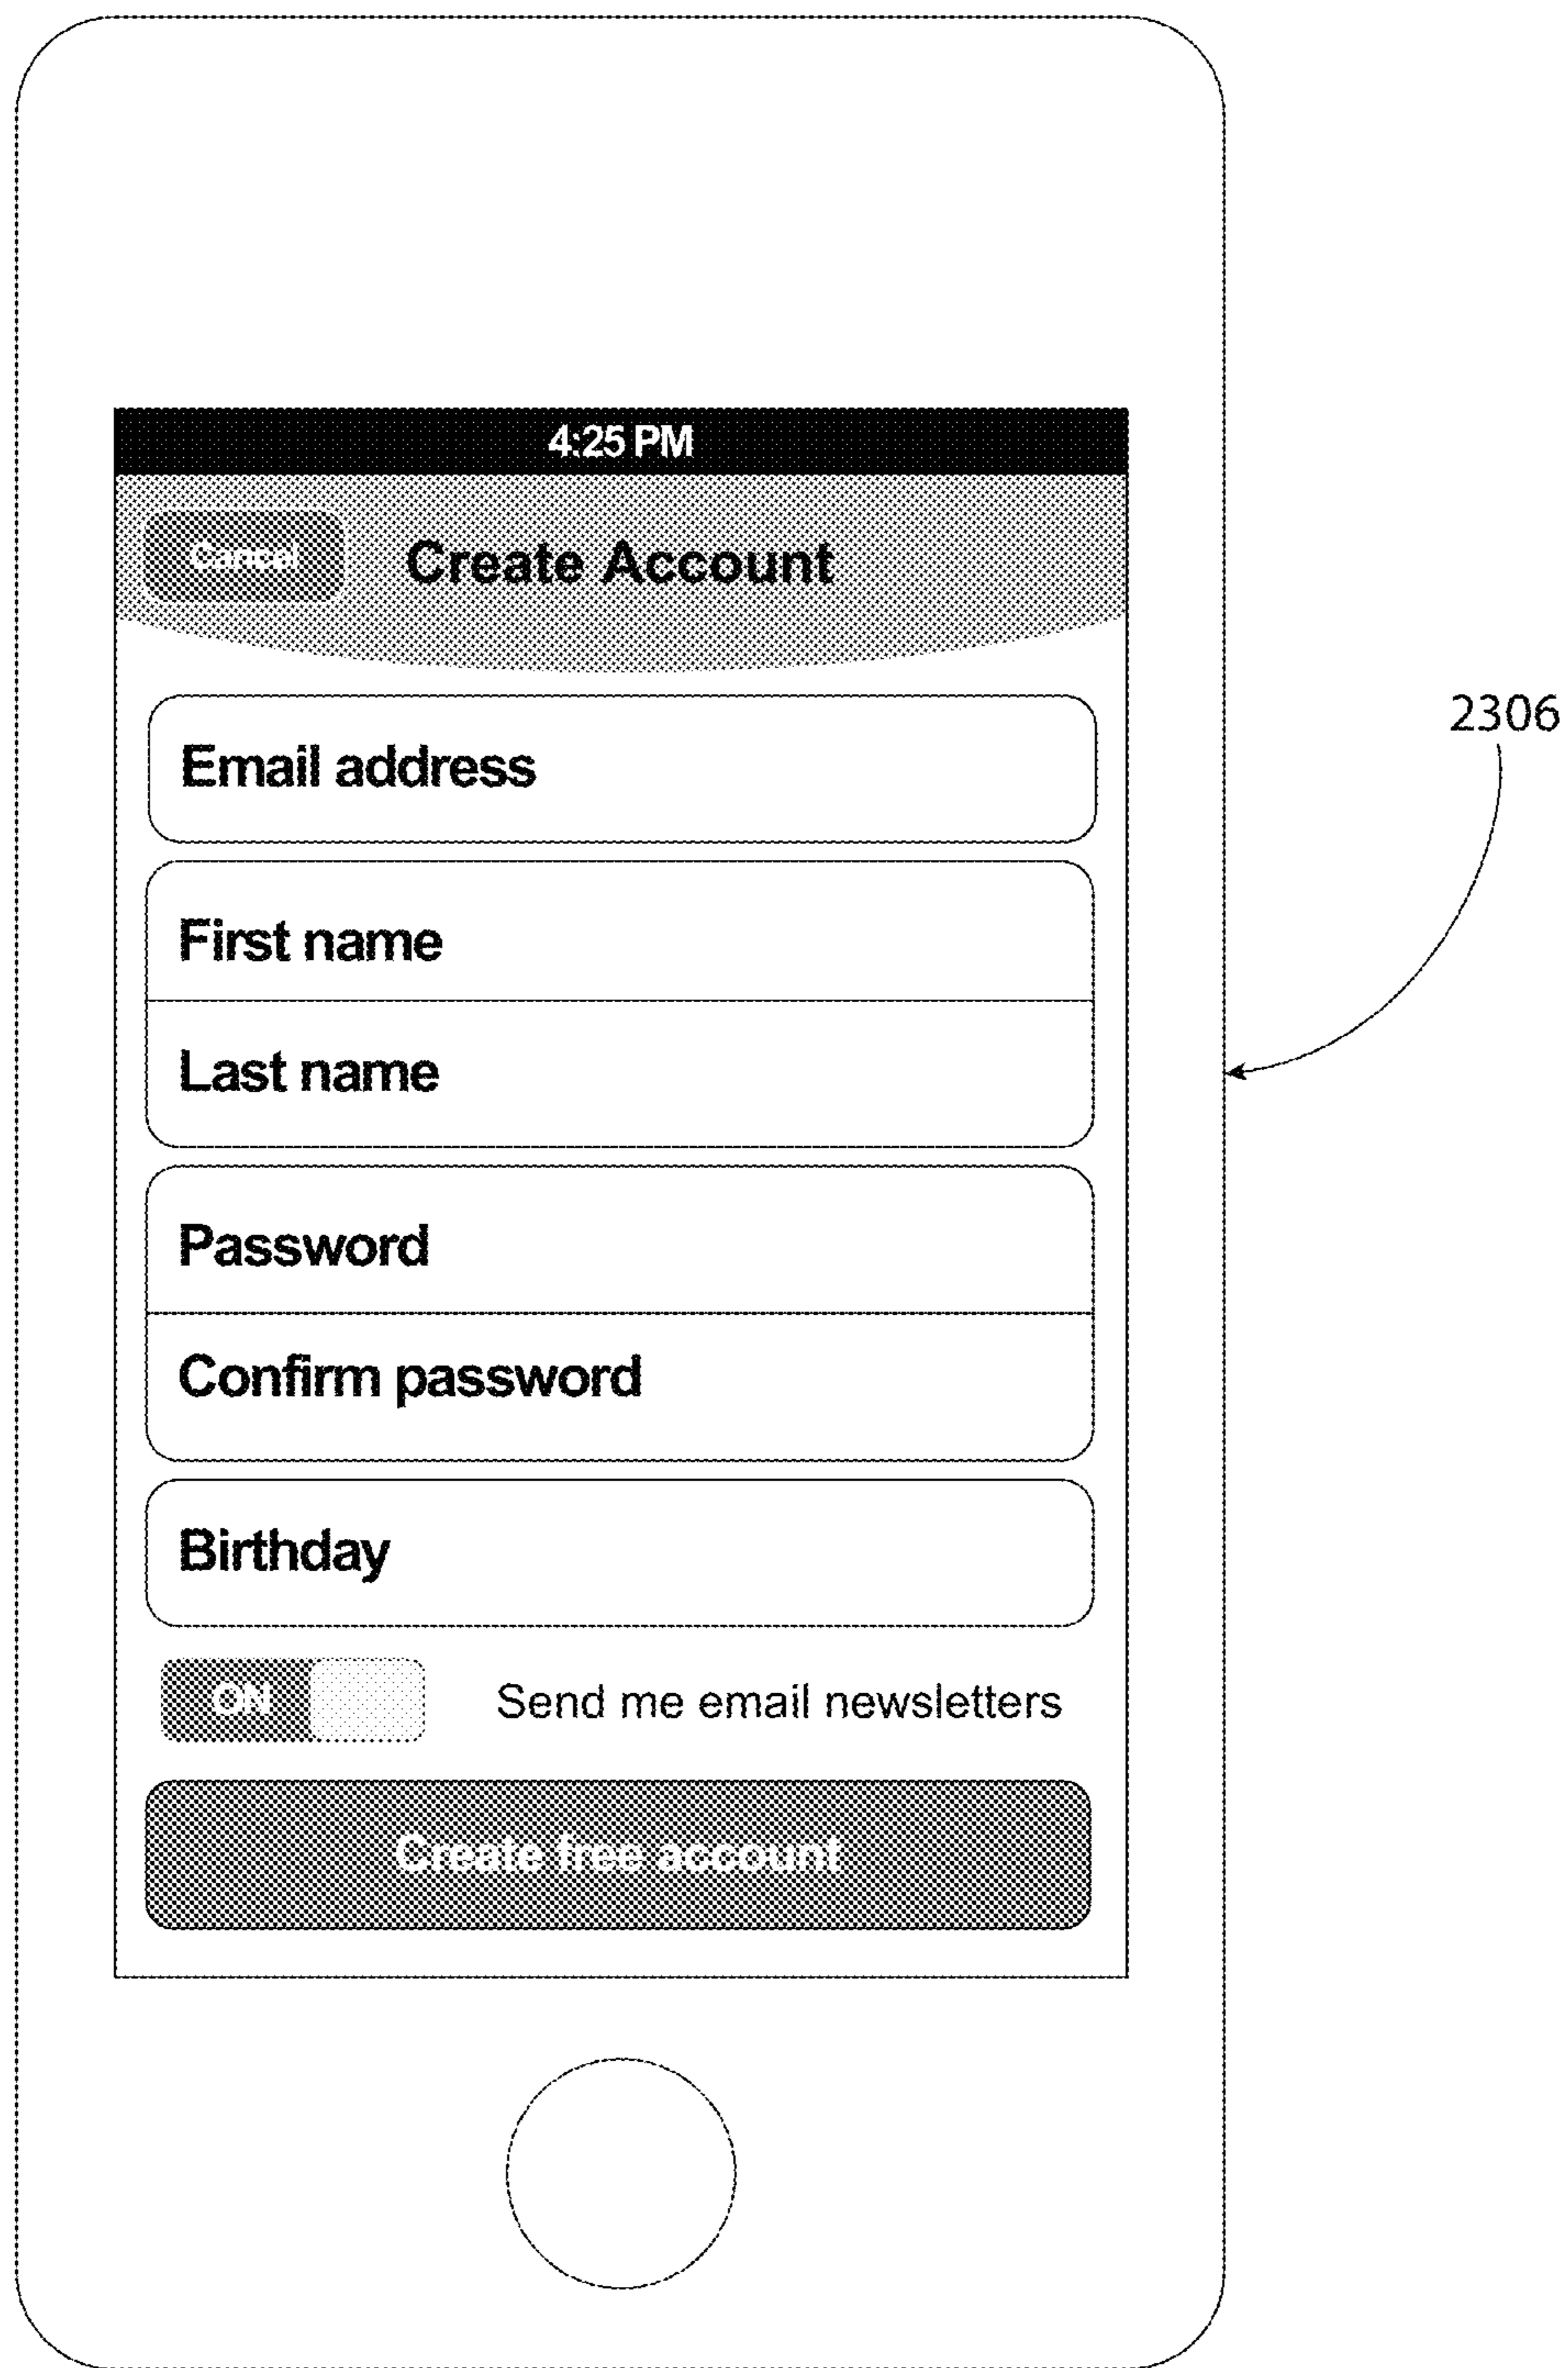 4:25 PM
Cancel
Create Account
Email address
2306
First name
Last name
Password
Confirm password
Birthday
ON
Send me email newsletters
Create free account